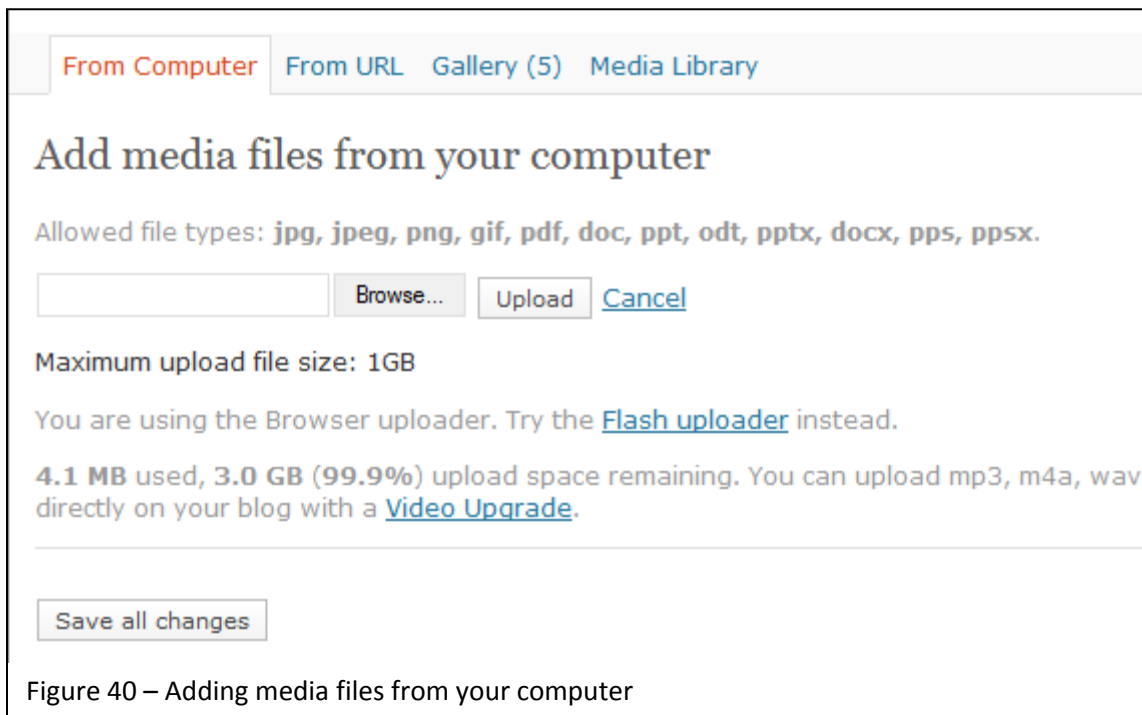 From Computer From URL Gallery (5) Media Library
Add media files from your computer
Allowed file types: jpg, jpeg, png, gif, pdf, doc, ppt, odt, pptx, docx, pps, ppsx.
Browse... Upload Cancel
Maximum upload file size: 1GB
You are using the Browser uploader. Try the Flash uploader instead.
4.1 MB used, 3.0 GB (99.9%) upload space remaining. You can upload mp3, m4a, wav
directly on your blog with a Video Upgrade.
Save all changes
Figure 40 – Adding media files from your computer